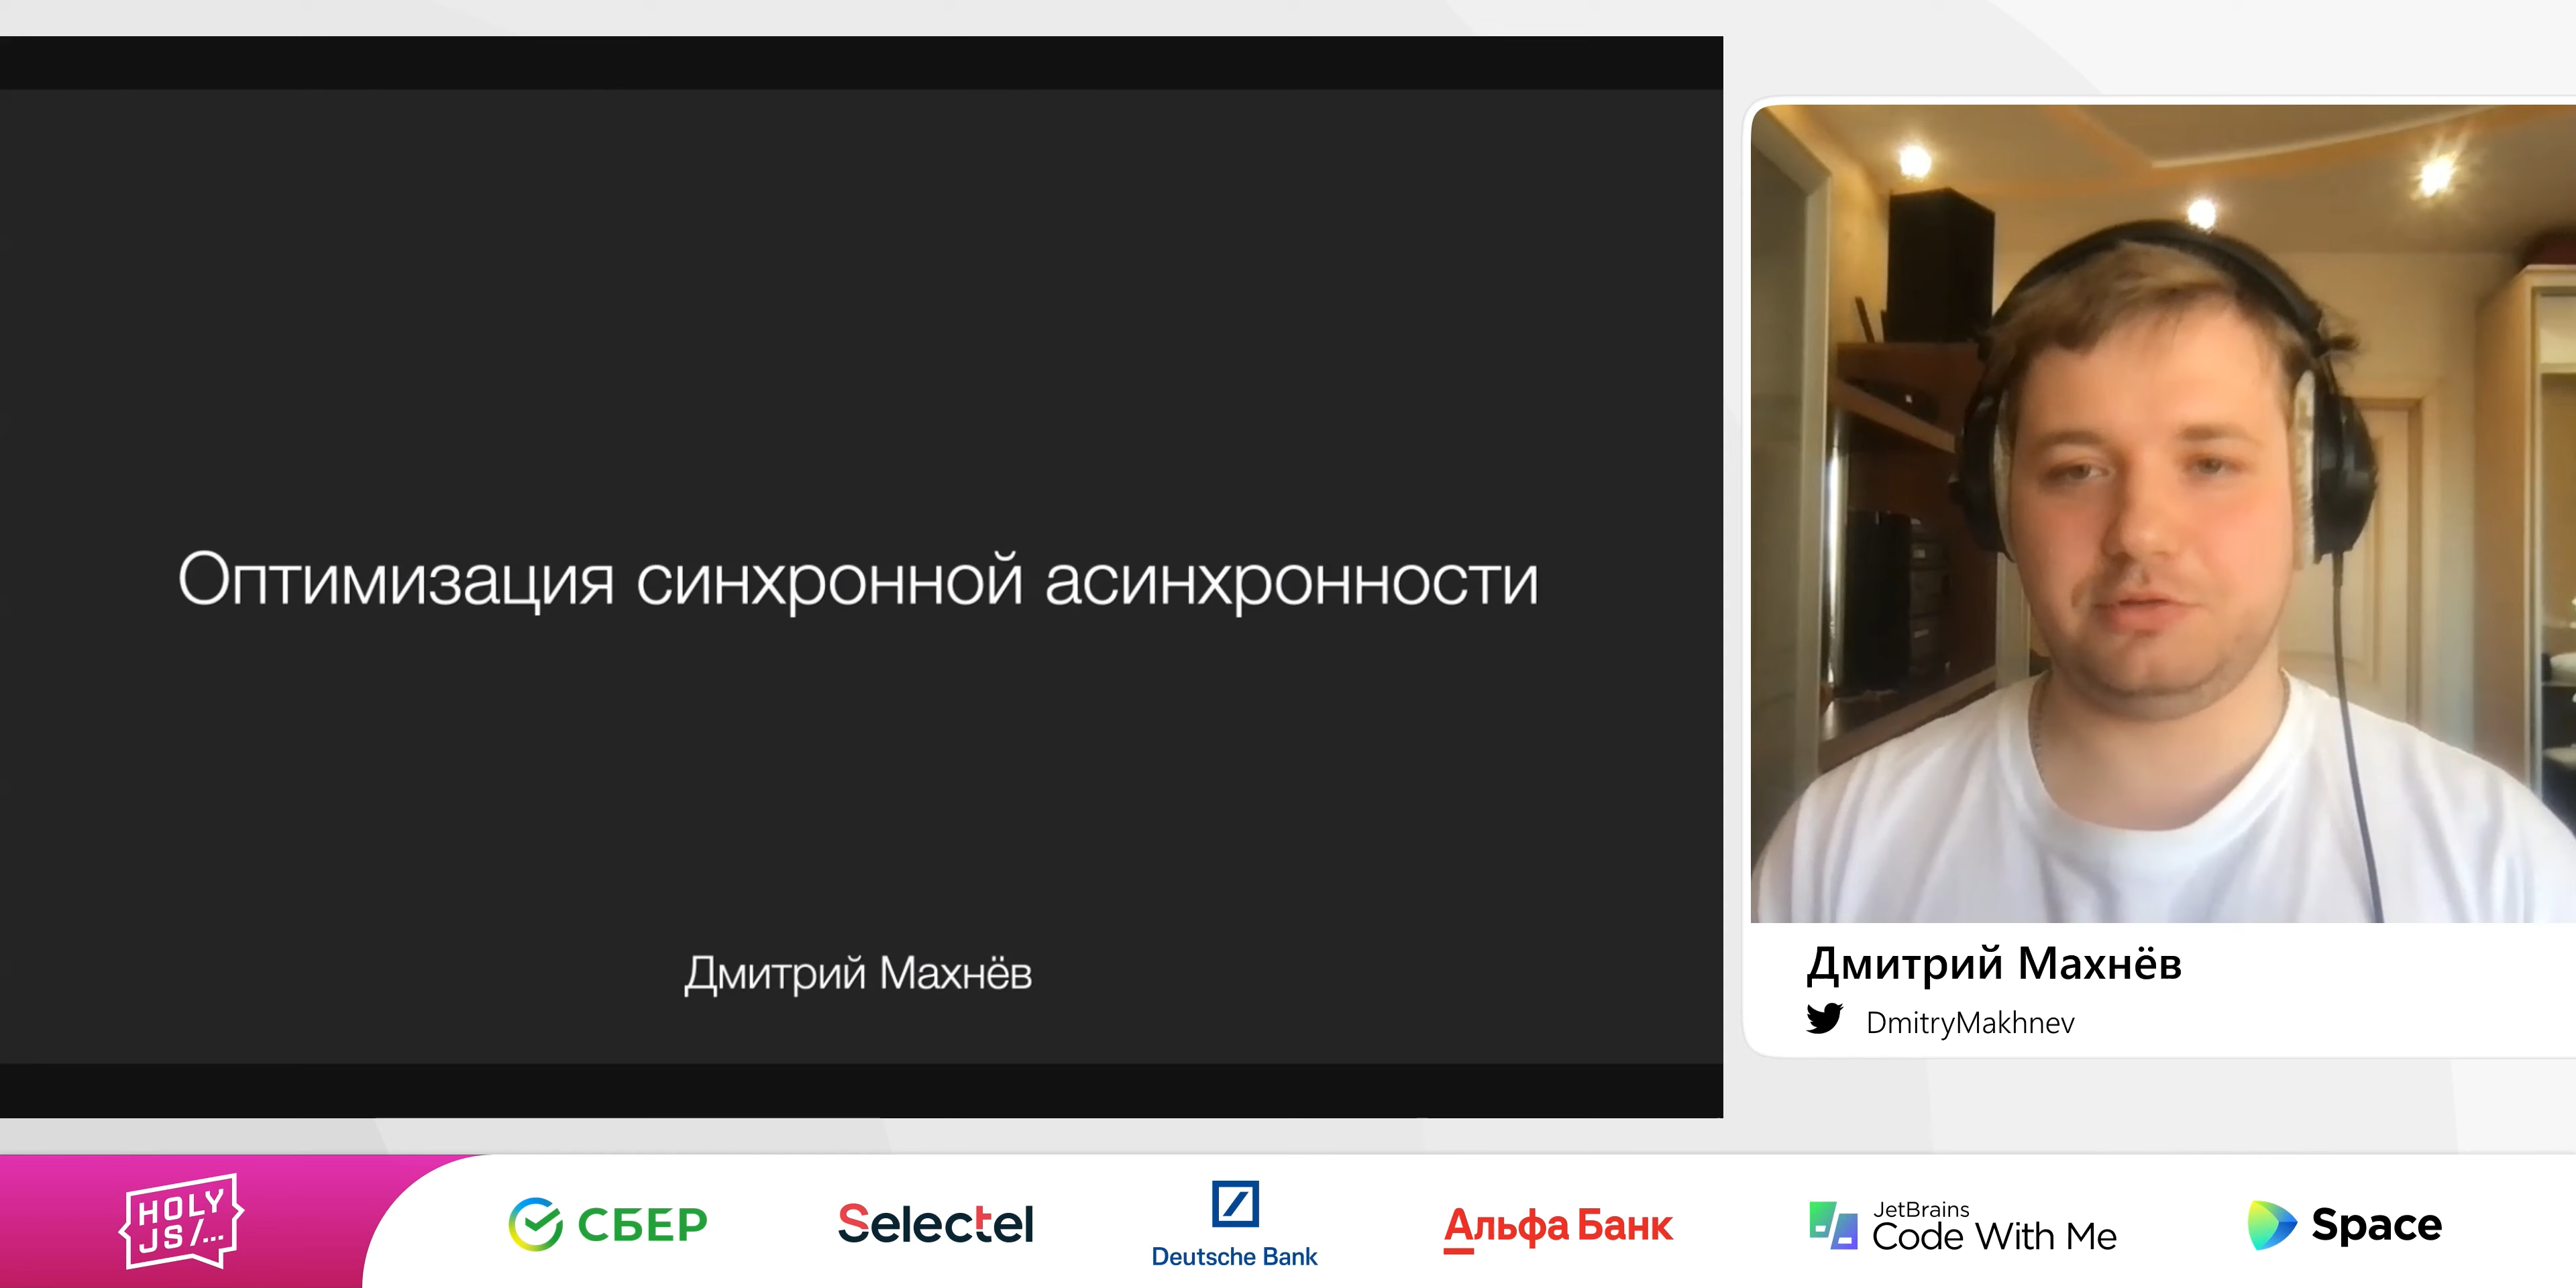 Оптимизация синхронной асинхронности
Дмитрий Махнёв
Дмитрий Махнёв
DmitryMakhnev
HOLY
JS/...
СБЕР
Selectel
Deutsche Bank
Альфа Банк
JetBrains
Code With Me
Space